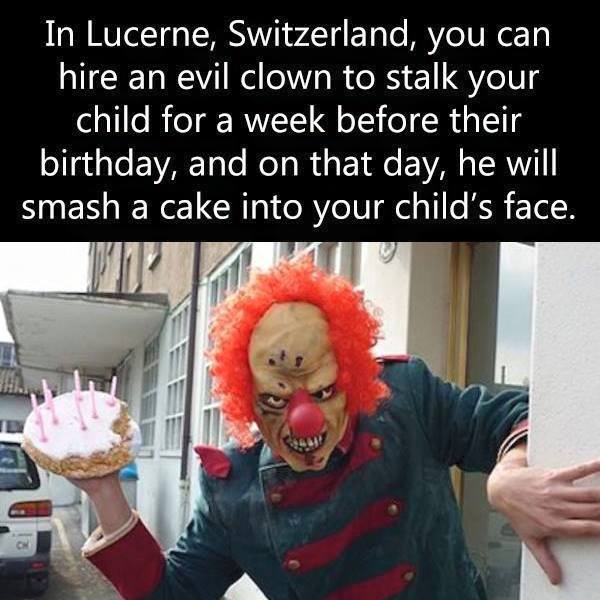 In Lucerne, Switzerland, you can
hire an evil clown to stalk your
child for a week before their
birthday, and on that day, he will
smash a cake into your child's face.
CH